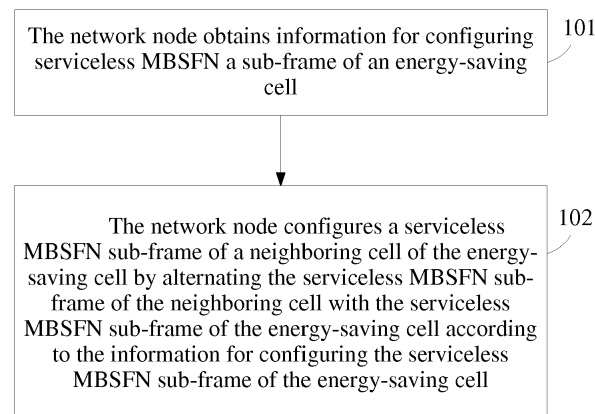 The network node obtains information for configuring
serviceless MBSFN a sub-frame of an energy-saving
cell
101
The network node configures a serviceless
MBSFN sub-frame of a neighboring cell of the energy-
saving cell by alternating the serviceless MBSFN sub-
frame of the neighboring cell with the serviceless
MBSFN sub-frame of the energy-saving cell according
to the information for configuring the serviceless
MBSFN sub-frame of the energy-saving cell
102